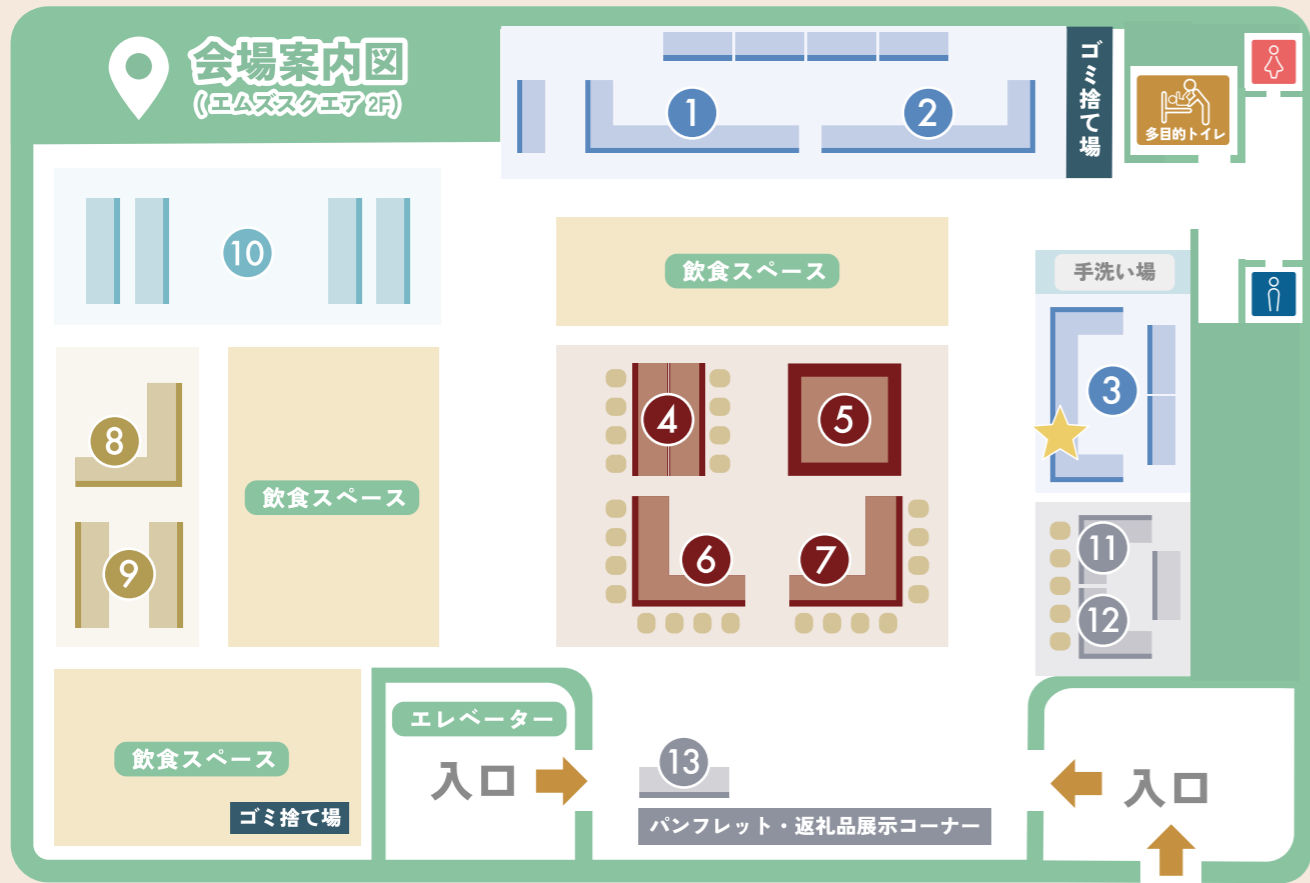 会場案内図
(エムズスクエア 2F)
1
2
ゴミ捨て場
多目的トイレ
10
飲食スペース
手洗い場
3
4
5
8
飲食スペース
6
7
9
11
12
エレベーター
飲食スペース
入口
13
入口
ゴミ捨て場
パンフレット・返礼品展示コーナー